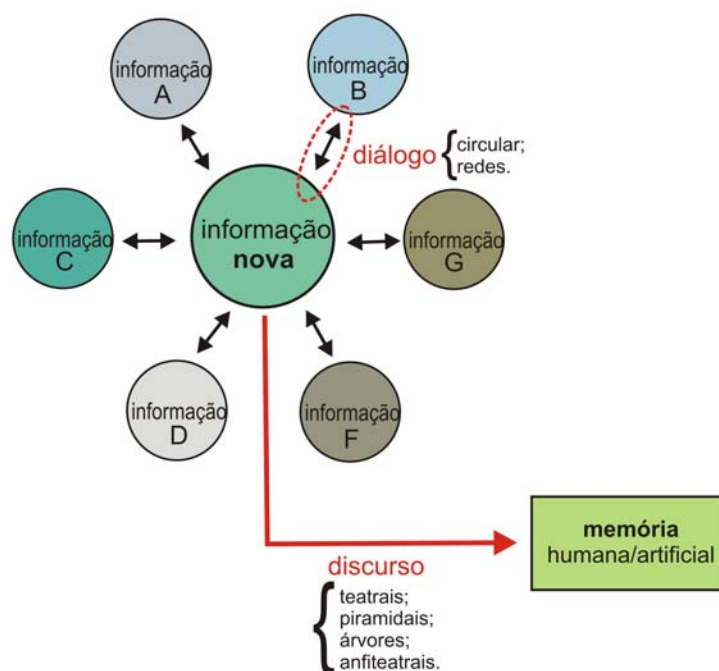 informação
A
informação
B
diálogo
circular;
redes.
informação
C
informação
nova
informação
G
informação
D
informação
F
memória
humana/artificial
discurso
teatrais;
piramidais;
árvores;
anfiteatrais.